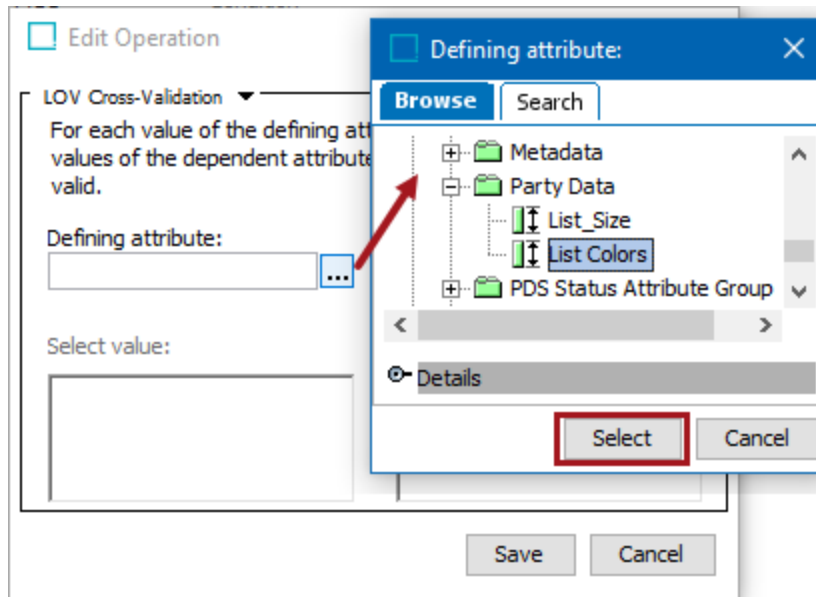 Edit Operation
LOV Cross-Validation
For each value of the defining att
values of the dependent attribute
valid.
Defining attribute:
...
Select value:
Save
Cancel
Defining attribute:
Browse
Search
Metadata
Party Data
List_Size
List Colors
PDS Status Attribute Group
Details
Select
Cancel